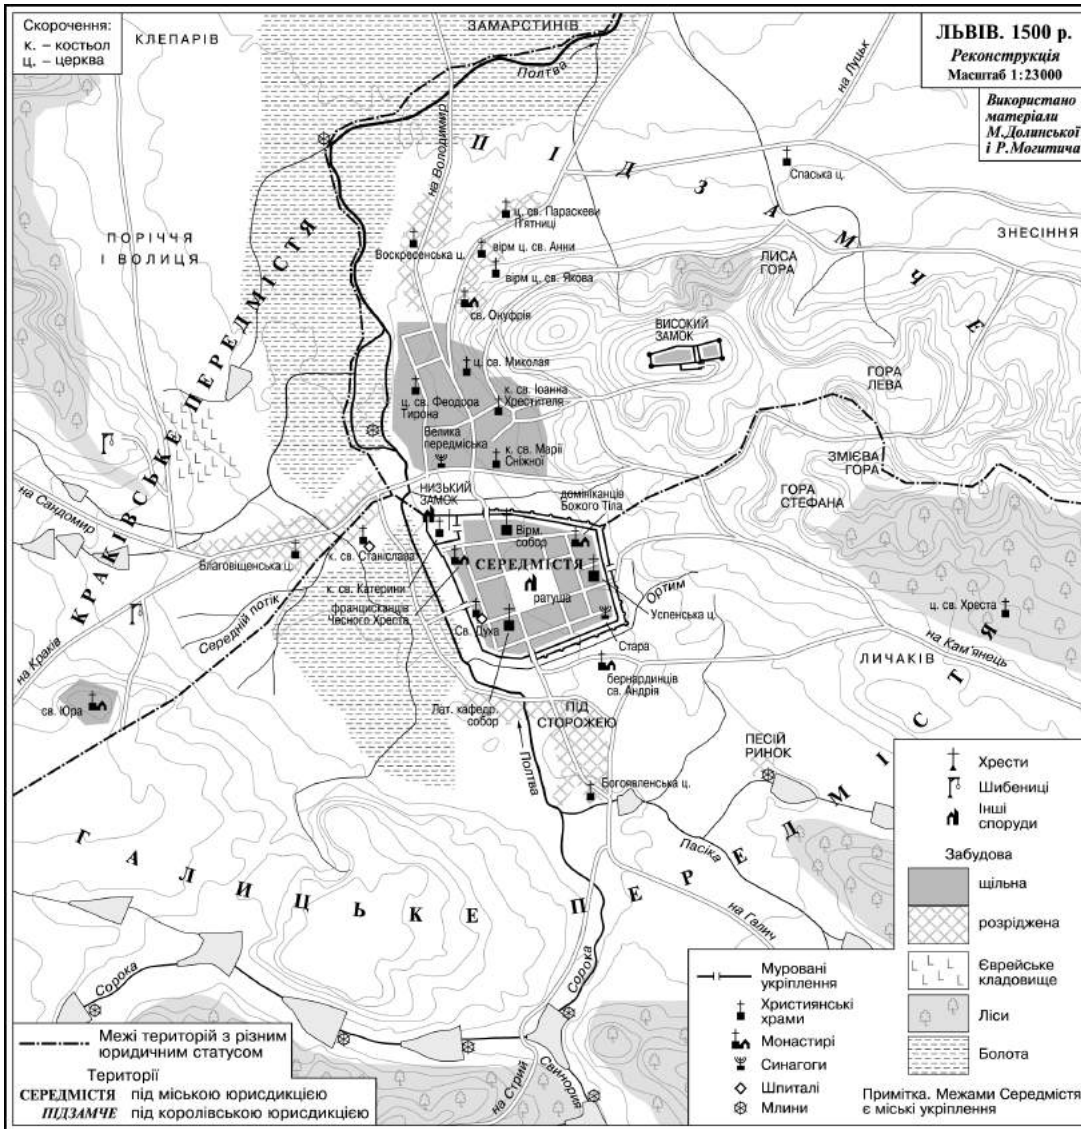 Скорочення:
к. – костьол
ц. – церква
КЛЕПАРІВ
ЗАМАРСТИНІВ
ЛЬВІВ. 1500 р.
Реконструкція
Масштаб 1:23000
Використано
матеріали
М.Долинської
і Р.Могитича
Полтва
на Луцьк
на Володимир
ПІДЗАМЧЕ
Спаська ц.
ц. св. Параскеви
П'ятниці
ПОРІЧЧЯ
І ВОЛИЦЯ
Воскресенська ц.
вірм ц. св. Анни
вірм ц. св. Якова
ЗНЕСІННЯ
ЛИСА
ГОРА
св. Онуфрія
ВИСОКИЙ
ЗАМОК
КРАКІВСЬКЕ ПЕРЕДМІСТЯ
ц. св. Миколая
ГОРА
ЛЕВА
ц. св. Феодора
Тирона
к. св. Іоанна
Хрестителя
Велика
передміська
к. св. Марії
Сніжної
ЗМІЄВА
ГОРА
НИЗЬКИЙ
ЗАМОК
домініканців
Божого Тіла
ГОРА
СТЕФАНА
на Сандомир
Вірм.
собор
к. св. Станіслава
Благовіщенська ц.
СЕРЕДМІСТЯ
ратуша
Ортим
к. св. Катерини
францисканців
Чесного Хреста
Успенська ц.
ц. св. Хреста
Середній потік
Св. Духа
Стара
на Кам'янець
ЛИЧАКІВ
на Краків
бернардинців
св. Андрія
св. Юра
Лат. кафедр.
собор
ПІД
СТОРОЖЕЮ
ПЕСІЙ
РИНОК
Полтва
Богоявленська ц.
ГАЛИЦЬКЕ ПЕРЕДМІСТЯ
Пасіка
на Галич
Сорока
Сорока
на Стрий
Свинория
Хрести
Шибениці
Інші
споруди
Забудова
щільна
розріджена
Єврейське
кладовище
Ліси
Болота
Муровані
укріплення
Християнські
храми
Монастирі
Синагоги
Шпиталі
Млини
Примітка. Межами Середмістя
є міські укріплення
Межі територій з різним
юридичним статусом
Території
СЕРЕДМІСТЯ під міською юрисдикцією
ПІДЗАМЧЕ під королівською юрисдикцією